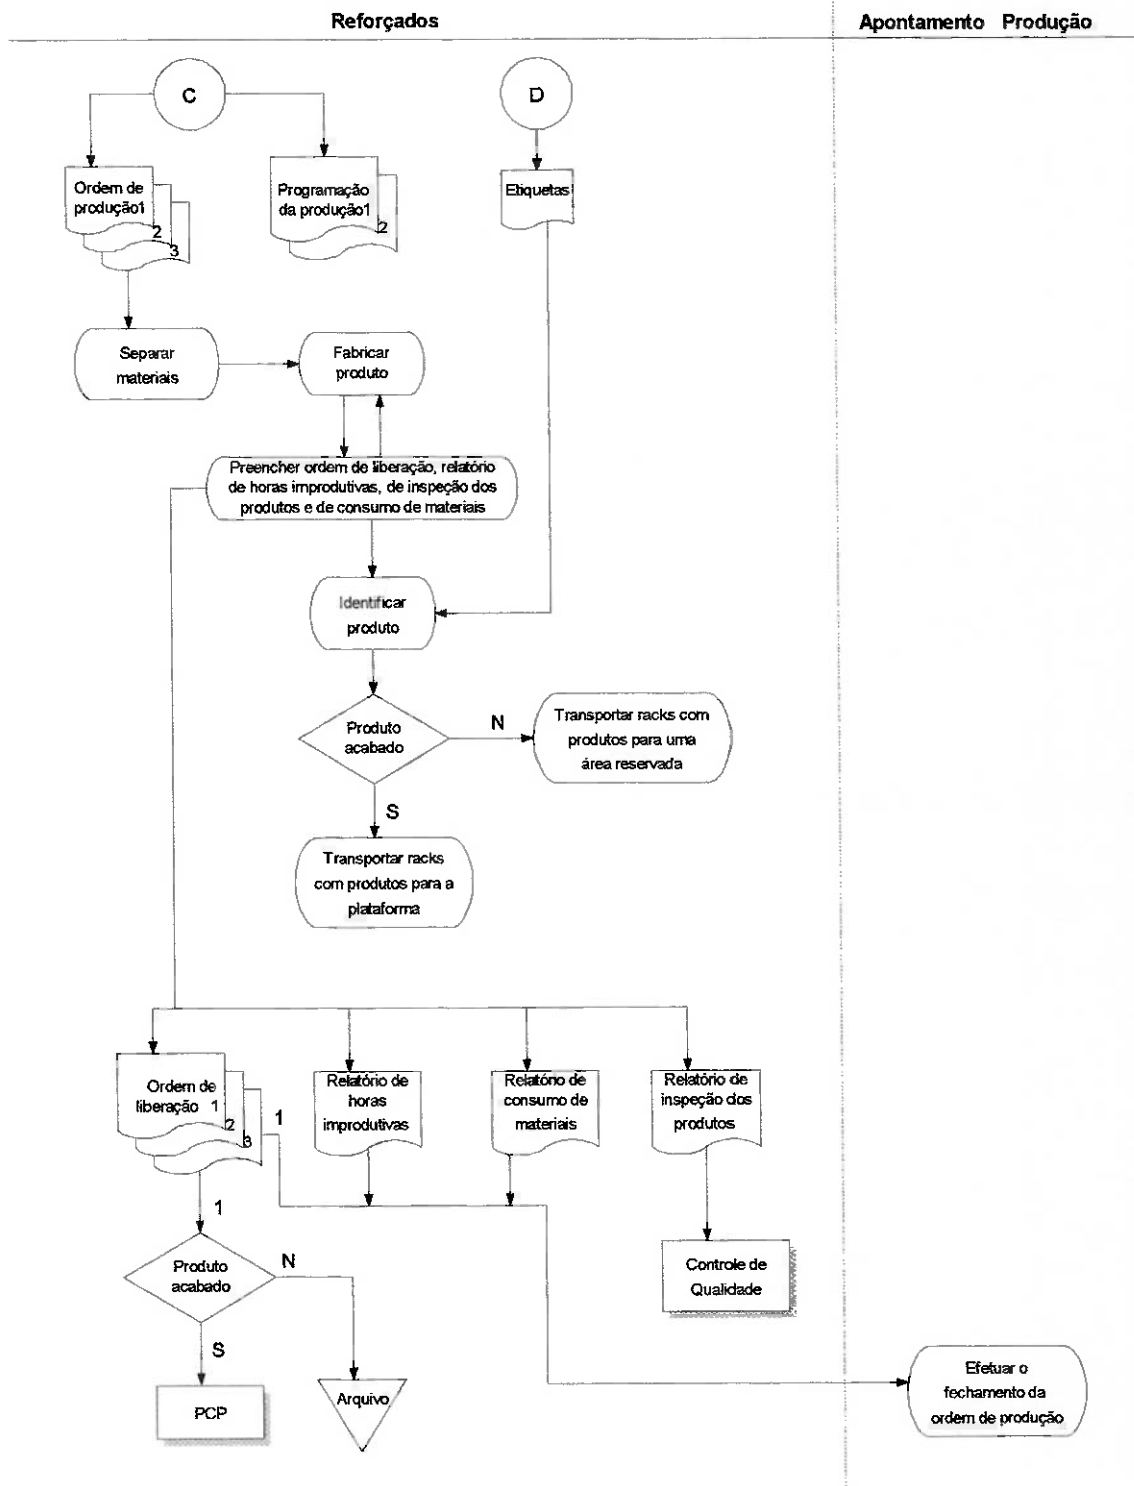 Reforçados
Apontamento Produção
C
D
Ordem de
produção1
2
3
Programação
da produção1
2
Etiquetas
Separar
materiais
Fabricar
produto
Preencher ordem de liberação, relatório
de horas improdutivas, de inspeção dos
produtos e de consumo de materiais
Identificar
produto
Produto
acabado
N
Transportar racks com
produtos para uma
área reservada
S
Transportar racks
com produtos para a
plataforma
Ordem de
liberação 1
2
3
1
Relatório de
horas
improdutivas
Relatório de
consumo de
materiais
Relatório de
inspeção dos
produtos
1
Produto
acabado
N
Controle de
Qualidade
S
PCP
Arquivo
Efetuar o
fechamento da
ordem de produção